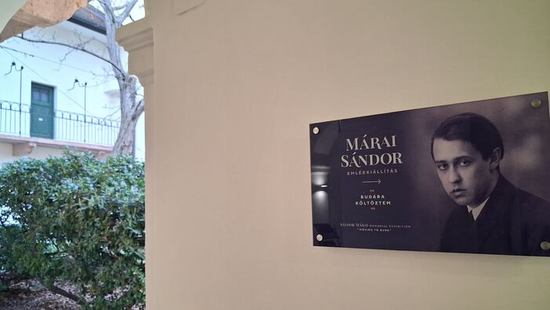 MÁRAI
SÁNDOR
EMLÉKKIÁLLÍTÁS
BUDÁRA
KÖLTÖZTEM
SÁNDOR MÁRAI MEMORIAL EXHIBITION
"MOVING TO BUDA"